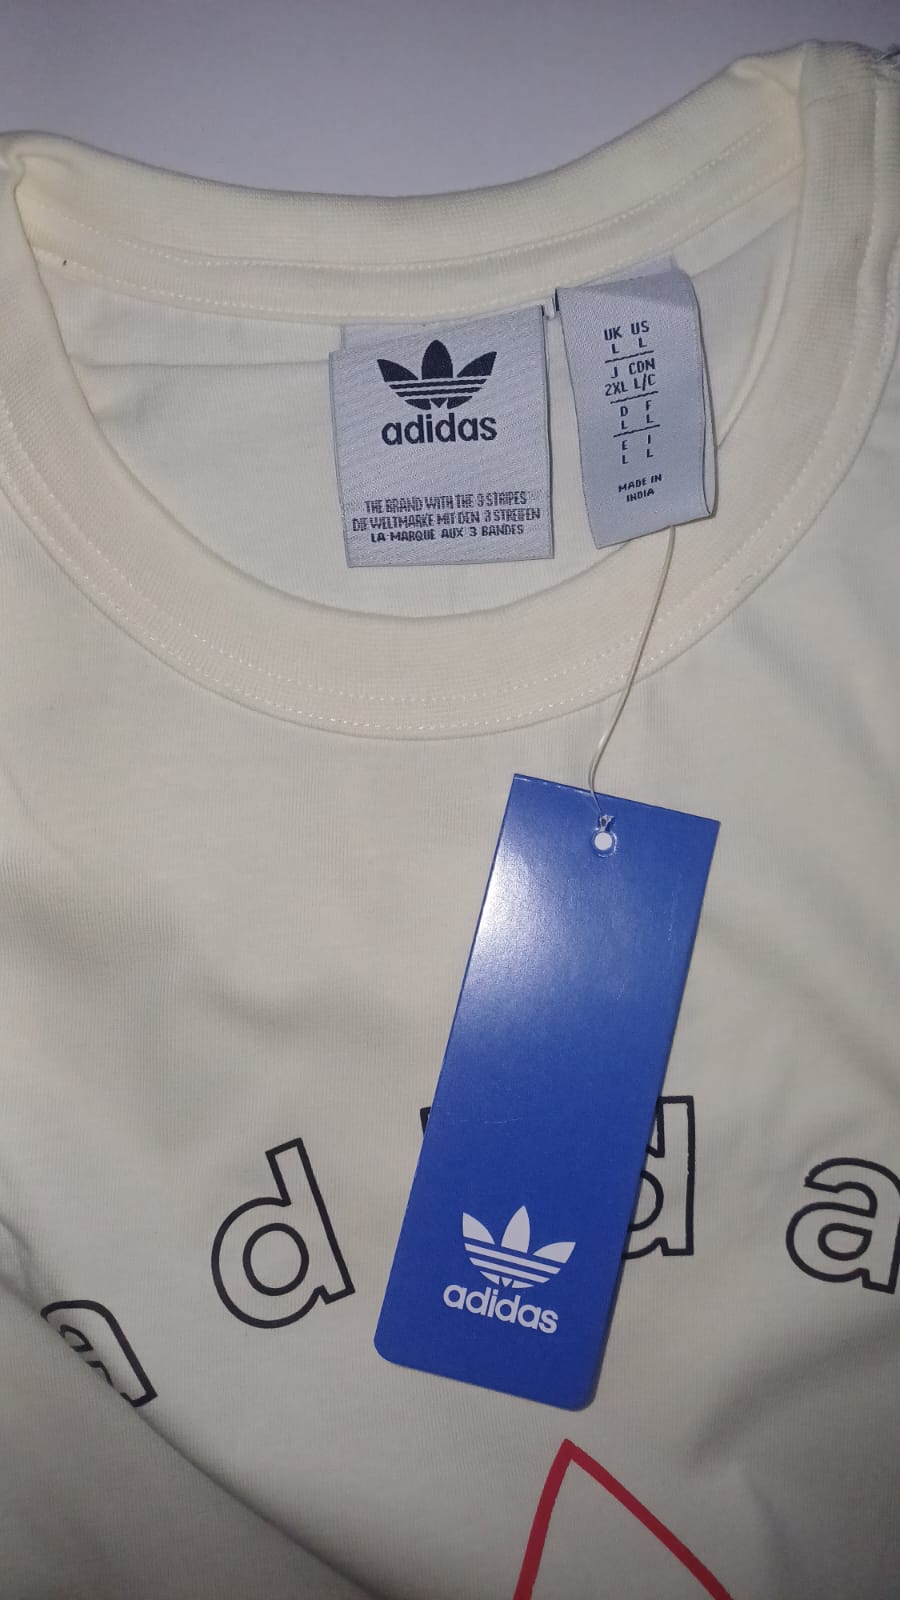 adidas
THE BRAND WITH THE 3 STRIPES
DIE WELTMARKE MIT DEN 3 STREIFEN
LA MARQUE AUX 3 BANDES
UK US
L L
J CDN
2XL L/C
D F
L L
E I
L L
MADE IN
INDIA
adidas
a d d a